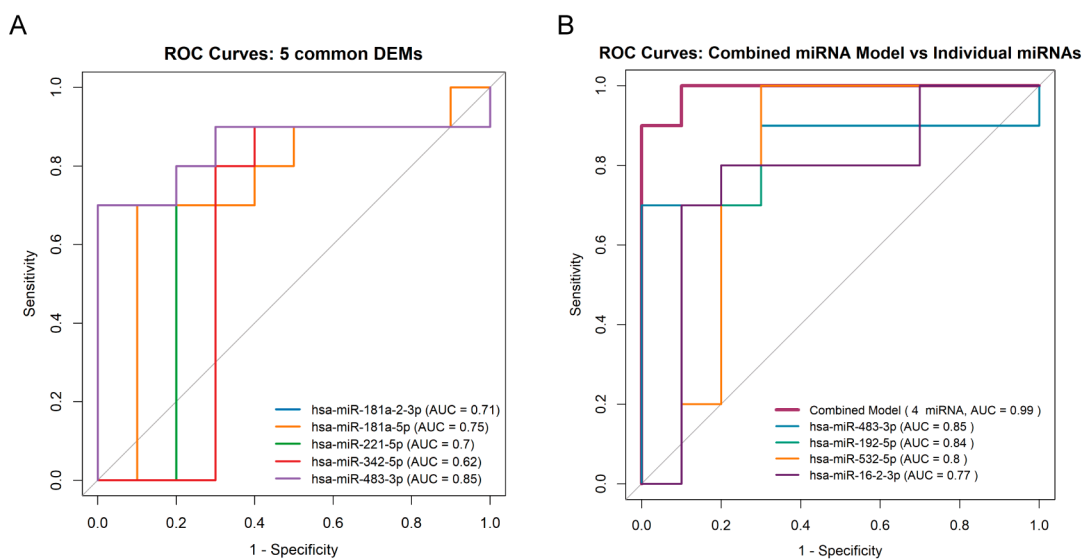 A
ROC Curves: 5 common DEMs
Sensitivity
1.0
0.8
0.6
0.4
0.2
0.0
hsa-miR-181a-2-3p (AUC = 0.71)
hsa-miR-181a-5p (AUC = 0.75)
hsa-miR-221-5p (AUC = 0.7)
hsa-miR-342-5p (AUC = 0.62)
hsa-miR-483-3p (AUC = 0.85)
0.0 0.2 0.4 0.6 0.8 1.0
1 - Specificity
B
ROC Curves: Combined miRNA Model vs Individual miRNAs
Sensitivity
1.0
0.8
0.6
0.4
0.2
0.0
Combined Model ( 4 miRNA, AUC = 0.99 )
hsa-miR-483-3p (AUC = 0.85 )
hsa-miR-192-5p (AUC = 0.84 )
hsa-miR-532-5p (AUC = 0.8 )
hsa-miR-16-2-3p (AUC = 0.77 )
0.0 0.2 0.4 0.6 0.8 1.0
1 - Specificity